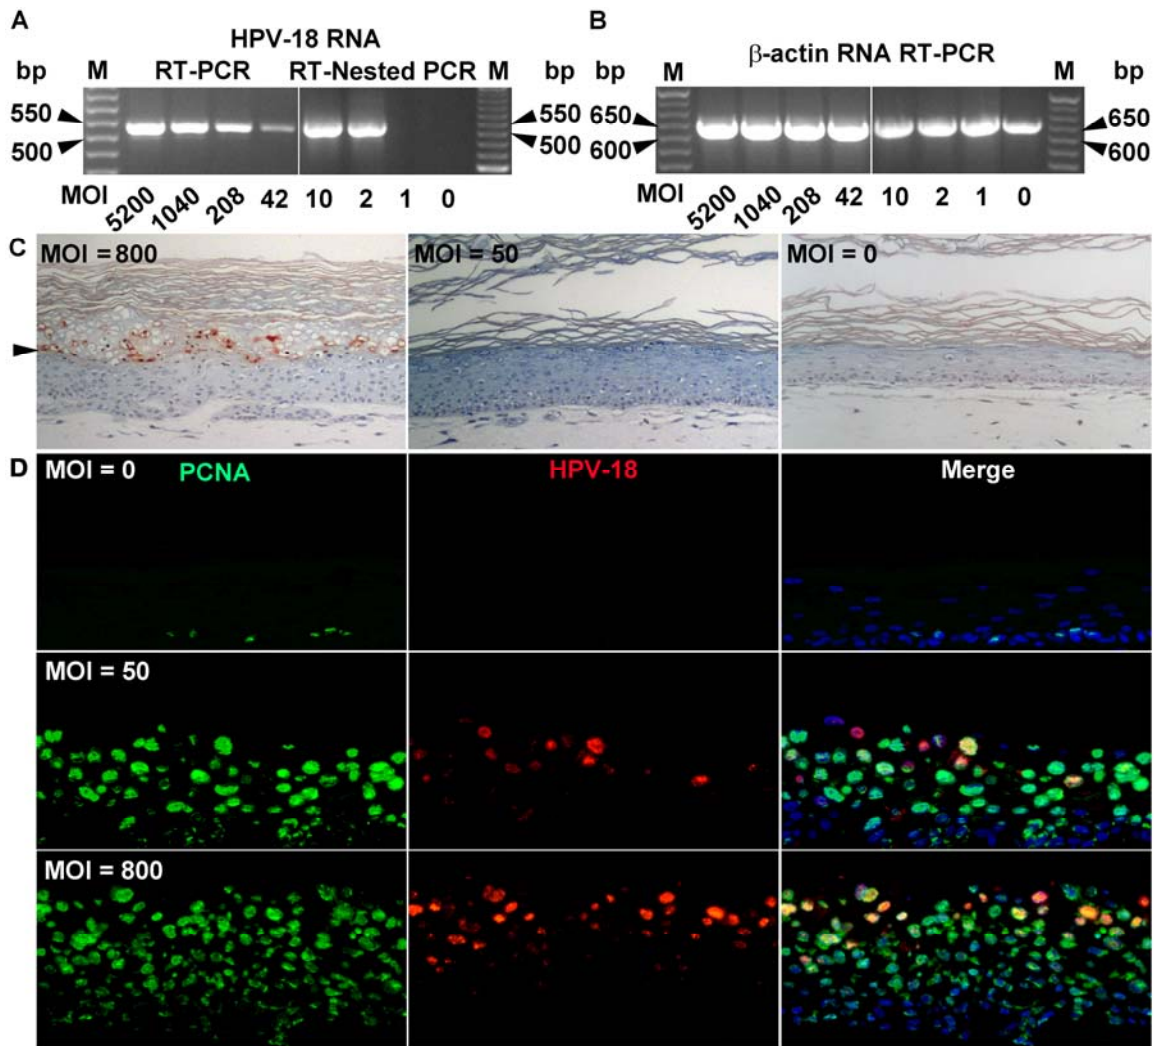 A
B
HPV-18 RNA
β-actin RNA RT-PCR
bp M RT-PCR RT-Nested PCR M bp
bp M M bp
550
500
550
500
650
600
650
600
MOI 5200 1040 208 42 10 2 1 0
MOI 5200 1040 208 42 10 2 1 0
C
MOI = 800
MOI = 50
MOI = 0
D
MOI = 0
PCNA
HPV-18
Merge
MOI = 50
MOI = 800